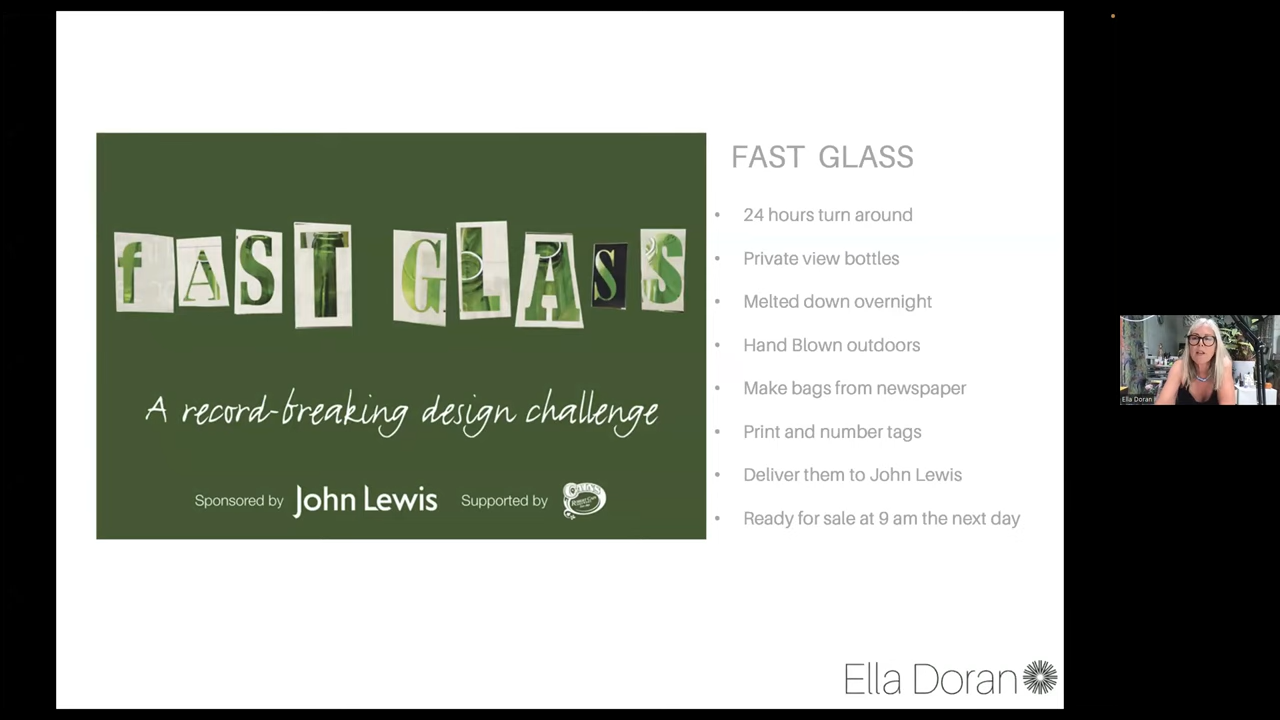 fAST GLASS
A record-breaking design challenge
Sponsored by John Lewis Supported by
FAST GLASS
• 24 hours turn around
• Private view bottles
• Melted down overnight
• Hand Blown outdoors
• Make bags from newspaper
• Print and number tags
• Deliver them to John Lewis
• Ready for sale at 9 am the next day
Ella Doran
Ella Doran